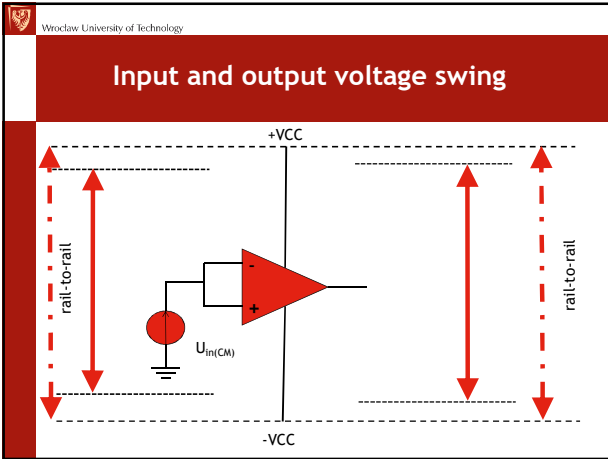 Wroclaw University of Technology
Input and output voltage swing
+VCC
rail-to-rail
rail-to-rail
-
+
Uin(CM)
-VCC